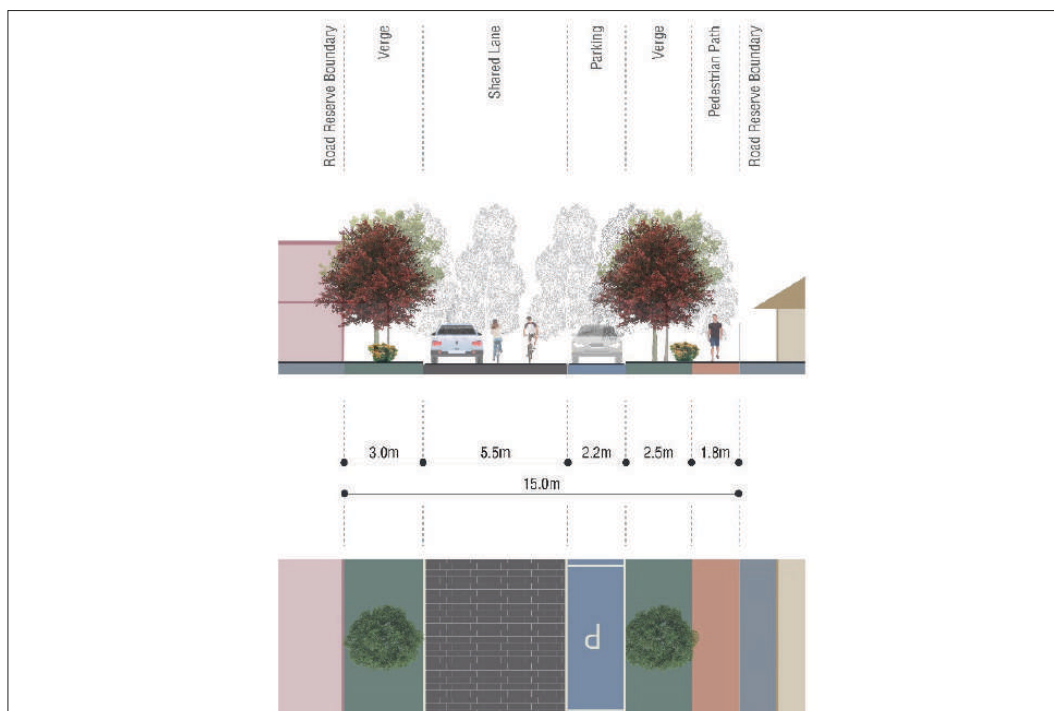 Road Reserve Boundary
Verge
Shared Lane
Parking
Verge
Pedestrian Path
Road Reserve Boundary
3.0m
5.5m
2.2m
2.5m
1.8m
15.0m
P